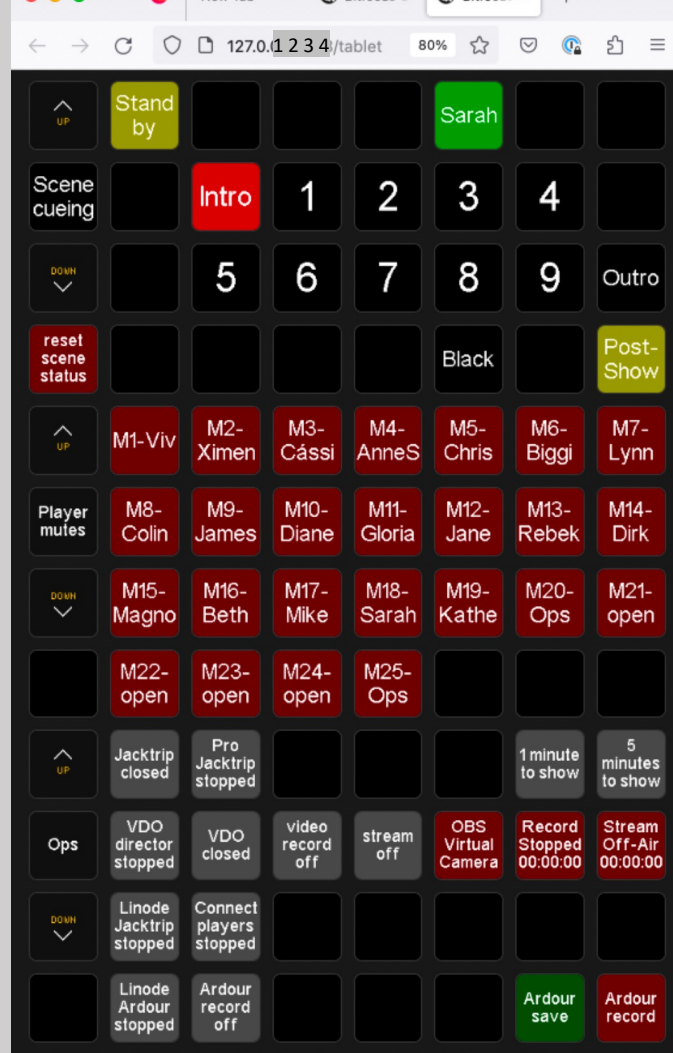 127.0.0 1 2 3 4 /tablet 80%
UP
Stand
by
Sarah
Scene
cueing
Intro
1
2
3
4
DOWN
5
6
7
8
9
Outro
reset
scene
status
Black
Post-
Show
UP
M1-Viv
M2-
Ximen
M3-
Cássi
M4-
AnneS
M5-
Chris
M6-
Biggi
M7-
Lynn
Player
mutes
M8-
Colin
M9-
James
M10-
Diane
M11-
Gloria
M12-
Jane
M13-
Rebek
M14-
Dirk
DOWN
M15-
Magno
M16-
Beth
M17-
Mike
M18-
Sarah
M19-
Kathe
M20-
Ops
M21-
open
M22-
open
M23-
open
M24-
open
M25-
Ops
UP
Jacktrip
closed
Pro
Jacktrip
stopped
1 minute
to show
5
minutes
to show
Ops
VDO
director
stopped
VDO
closed
video
record
off
stream
off
OBS
Virtual
Camera
Record
Stopped
00:00:00
Stream
Off-Air
00:00:00
DOWN
Linode
Jacktrip
stopped
Connect
players
stopped
Linode
Ardour
stopped
Ardour
record
off
Ardour
save
Ardour
record